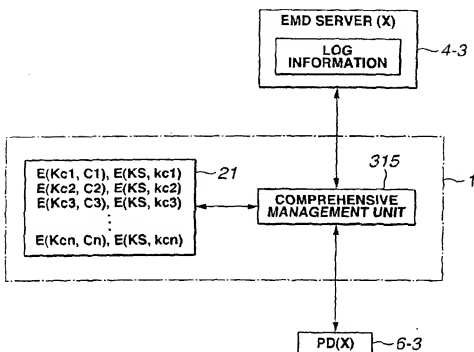 EMD SERVER (X)
LOG
INFORMATION
4-3
E(Kc1, C1), E(KS, kc1)
E(Kc2, C2), E(KS, kc2)
E(Kc3, C3), E(KS, kc3)
⋮
E(Kcn, Cn), E(KS, kcn)
21
315
COMPREHENSIVE
MANAGEMENT UNIT
1
PD(X)
6-3